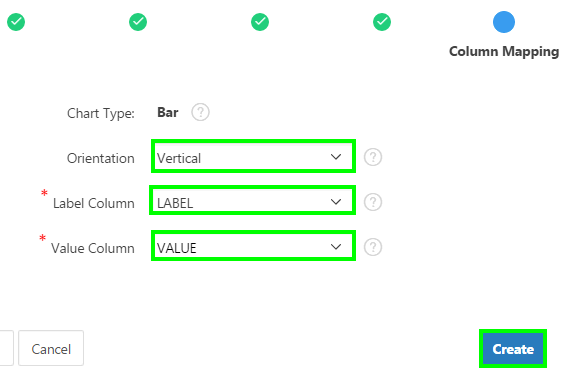 Column Mapping
Chart Type: Bar ?
Orientation Vertical ?
* Label Column LABEL ?
* Value Column VALUE ?
Cancel Create